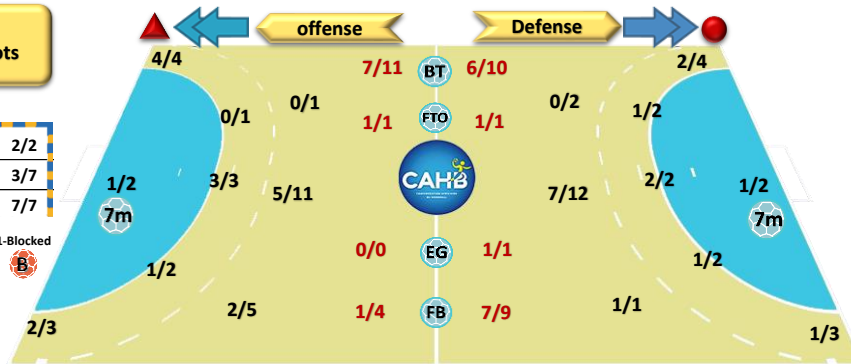 offense
Defense
ots
4/4
7/11 BT 6/10
2/4
0/1
0/1
1/1 FTO 1/1
0/2
1/2
2/2
3/7
7/7
1/2
7m
3/3
5/11
CAHB
7/12
2/2
1/2
7m
1-Blocked
B
1/2
0/0 EG 1/1
1/2
2/5
1/4 FB 7/9
1/1
2/3
1/3